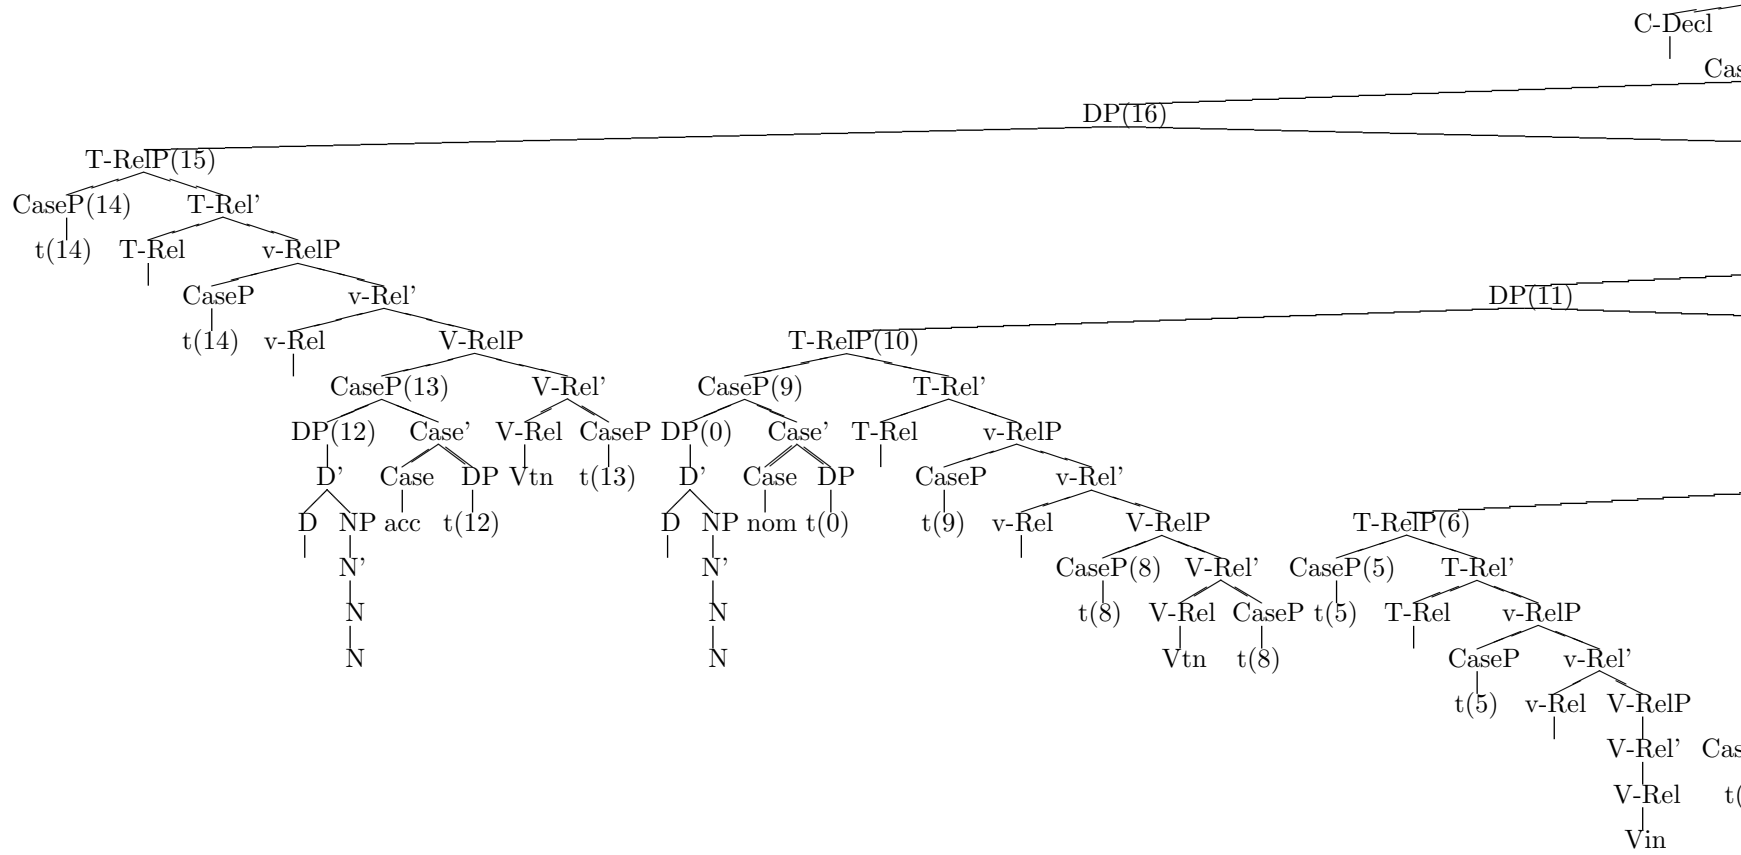 C-Decl
Cas
DP(16)
T-RelP(15)
CaseP(14) T-Rel'
t(14) T-Rel v-RelP
CaseP v-Rel' DP(11)
t(14) v-Rel V-RelP T-RelP(10)
CaseP(13) V-Rel' CaseP(9) T-Rel'
DP(12) Case' V-Rel CaseP DP(0) Case' T-Rel v-RelP
D' Case DP Vtn t(13) D' Case DP CaseP v-Rel'
D NP acc t(12) D NP nom t(0) t(9) v-Rel V-RelP T-RelP(6)
N' N' CaseP(8) V-Rel' CaseP(5) T-Rel'
N N t(8) V-Rel CaseP t(5) T-Rel v-RelP
N N Vtn t(8) CaseP v-Rel'
t(5) v-Rel V-RelP
V-Rel' Cas
V-Rel t(
Vin